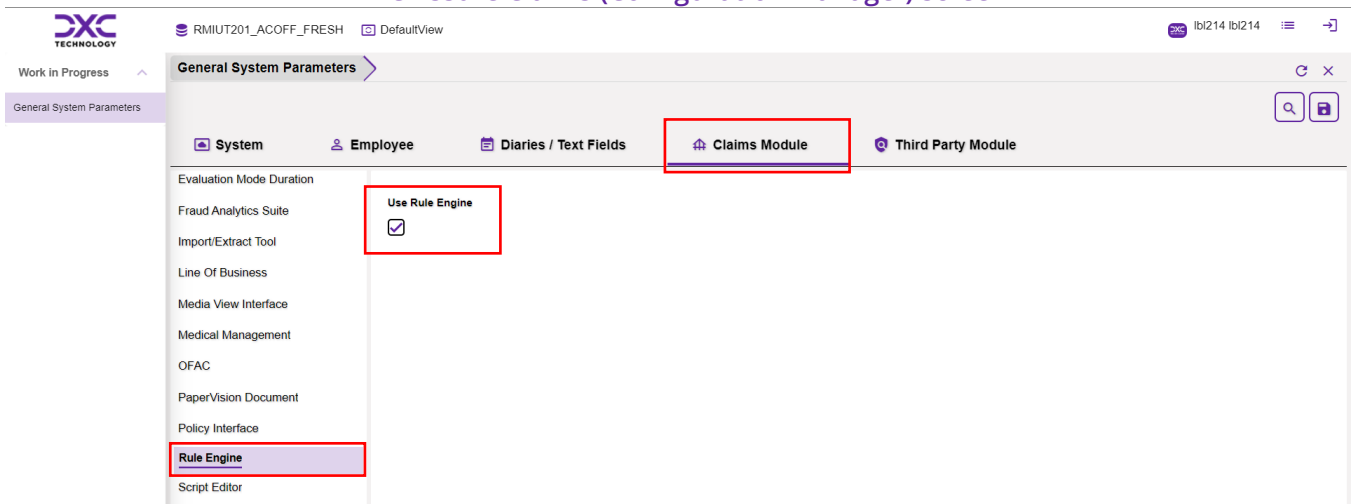 DXC
TECHNOLOGY
RMIUT201_ACOFF_FRESH DefaultView
DXC lbl214 lbl214
Work in Progress
General System Parameters
General System Parameters
System Employee Diaries / Text Fields Claims Module Third Party Module
Evaluation Mode Duration
Fraud Analytics Suite
Import/Extract Tool
Line Of Business
Media View Interface
Medical Management
OFAC
PaperVision Document
Policy Interface
Rule Engine
Script Editor
Use Rule Engine